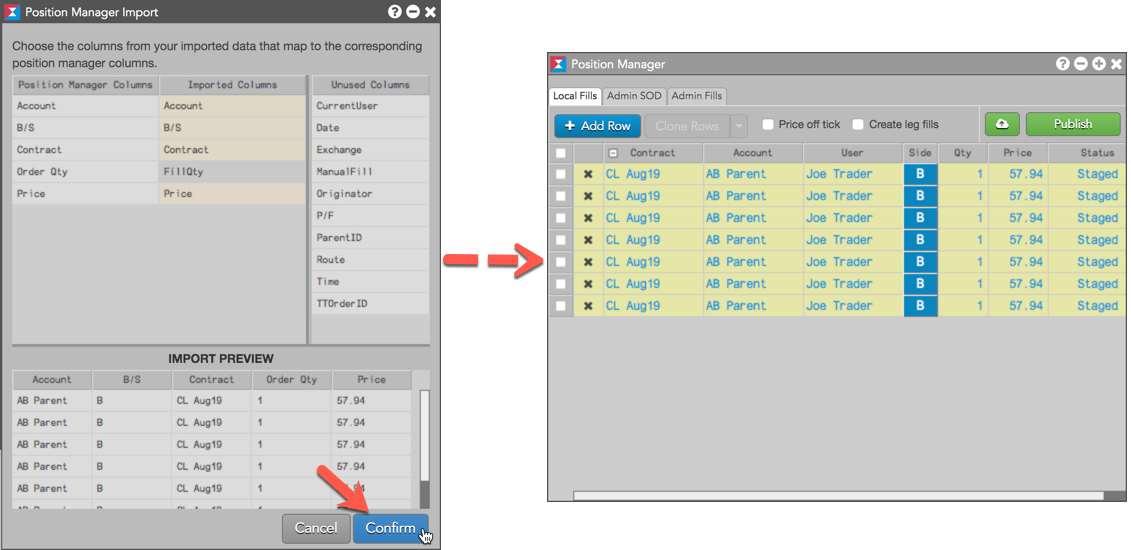 Position Manager Import
Choose the columns from your imported data that map to the corresponding
position manager columns.
Position Manager Columns Imported Columns Unused Columns
Account Account CurrentUser
B/S B/S Date
Contract Contract Exchange
Order Qty FillQty ManualFill
Price Price Originator
P/F
ParentID
Route
Time
TTOrderID
IMPORT PREVIEW
Account B/S Contract Order Qty Price
AB Parent B CL Aug19 1 57.94
AB Parent B CL Aug19 1 57.94
AB Parent B CL Aug19 1 57.94
AB Parent B CL Aug19 1 57.94
AB Parent B CL Aug19 1 57.94
Cancel Confirm
Position Manager
Local Fills Admin SOD Admin Fills
+ Add Row Clone Rows Price off tick Create leg fills Publish
Contract Account User Side Qty Price Status
CL Aug19 AB Parent Joe Trader B 1 57.94 Staged
CL Aug19 AB Parent Joe Trader B 1 57.94 Staged
CL Aug19 AB Parent Joe Trader B 1 57.94 Staged
CL Aug19 AB Parent Joe Trader B 1 57.94 Staged
CL Aug19 AB Parent Joe Trader B 1 57.94 Staged
CL Aug19 AB Parent Joe Trader B 1 57.94 Staged
CL Aug19 AB Parent Joe Trader B 1 57.94 Staged